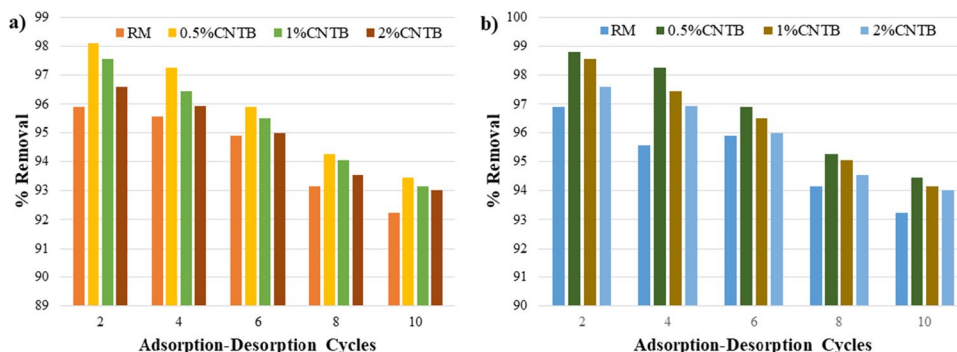 a)
RM 0.5%CNTB 1%CNTB 2%CNTB
99
98
97
96
95
94
93
92
91
90
89
% Removal
2 4 6 8 10
Adsorption-Desorption Cycles
b)
RM 0.5%CNTB 1%CNTB 2%CNTB
100
99
98
97
96
95
94
93
92
91
90
% Removal
2 4 6 8 10
Adsorption-Desorption Cycles